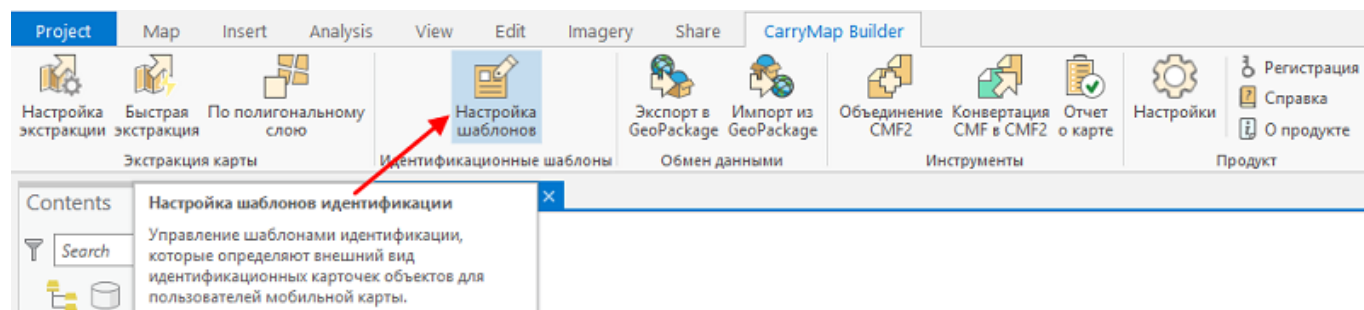 Project Map Insert Analysis View Edit Imagery Share CarryMap Builder
Настройка экстракции
Быстрая экстракция
По полигональному слою
Настройка шаблонов
Экспорт в GeoPackage
Импорт из GeoPackage
Объединение CMF2
Конвертация CMF в CMF2
Отчет о карте
Настройки
Регистрация
Справка
О продукте
Экстракция карты Идентификационные шаблоны Обмен данными Инструменты Продукт
Contents
Search
Настройка шаблонов идентификации
Управление шаблонами идентификации,
которые определяют внешний вид
идентификационных карточек объектов для
пользователей мобильной карты.